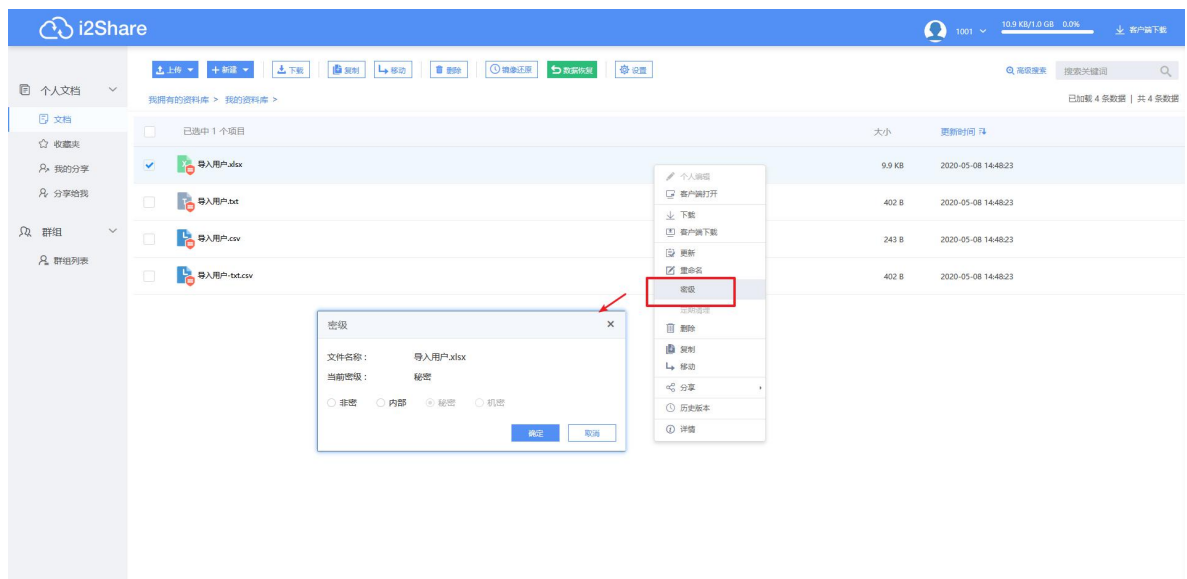 i2Share
1001
10.9 KB/1.0 GB 0.0%
客户端下载
上传 新建 下载 复制 移动 删除 镜像还原 数据恢复 设置
高级搜索 搜索关键词
个人文档
文档
收藏夹
我的分享
分享给我
群组
群组列表
我拥有的资料库 > 我的资料库 >
已加载 4 条数据 | 共 4 条数据
已选中 1 个项目 大小 更新时间
导入用户.xlsx 9.9 KB 2020-05-08 14:48:23
导入用户.txt 402 B 2020-05-08 14:48:23
导入用户.csv 243 B 2020-05-08 14:48:23
导入用户-txt.csv 402 B 2020-05-08 14:48:23
个人编辑
客户端打开
下载
客户端下载
更新
重命名
密级
删除
复制
移动
分享
历史版本
详情
密级
文件名称： 导入用户.xlsx
当前密级： 秘密
非密 内部 秘密 机密
确定 取消